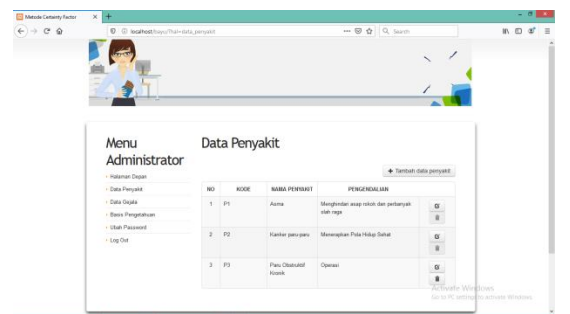 Metoda Certainty Factor
localhost/bayu/?hal=data_penyakit
Search
Menu
Administrator
Halaman Depan
Data Penyakit
Data Gejala
Basis Pengetahuan
Ubah Password
Log Out
Data Penyakit
+ Tambah data penyakit
NO KODE NAMA PENYAKIT PENGENDALIAN
1 P1 Asma Menghindari asap rokok dan perbanyak
olah raga
2 P2 Kanker paru-paru Menerapkan Pola Hidup Sehat
3 P3 Paru Obstruktif Operasi
Kronik
Activate Windows
Go to PC settings to activate Windows.